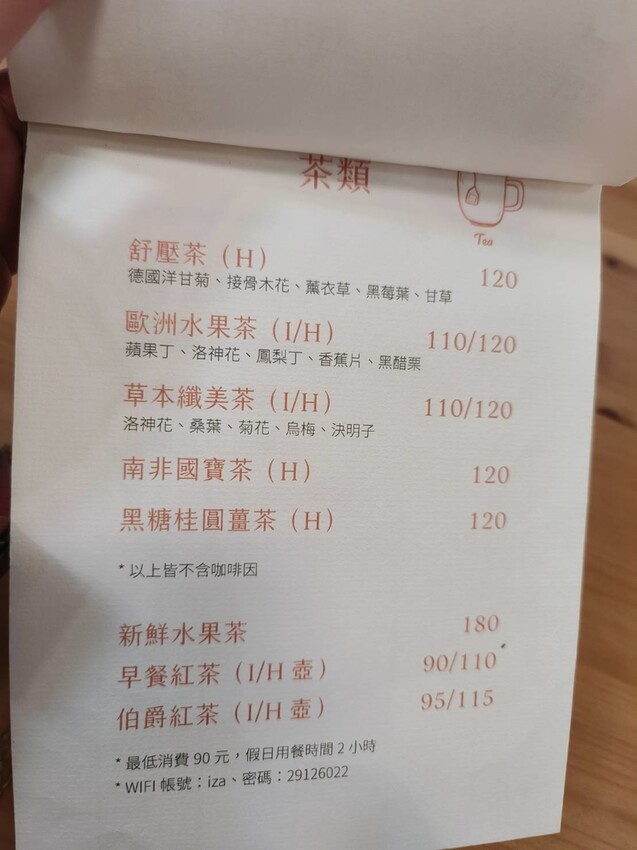 茶類
Tea
舒壓茶（H） 120
德國洋甘菊、接骨木花、薰衣草、黑莓葉、甘草
歐洲水果茶（I/H） 110/120
蘋果丁、洛神花、鳳梨丁、香蕉片、黑醋栗
草本纖美茶（I/H） 110/120
洛神花、桑葉、菊花、烏梅、決明子
南非國寶茶（H） 120
黑糖桂圓薑茶（H） 120
*以上皆不含咖啡因
新鮮水果茶 180
早餐紅茶（I/H 壺） 90/110
伯爵紅茶（I/H 壺） 95/115
*最低消費 90 元，假日用餐時間 2 小時
*WIFI 帳號：iza、密碼：29126022